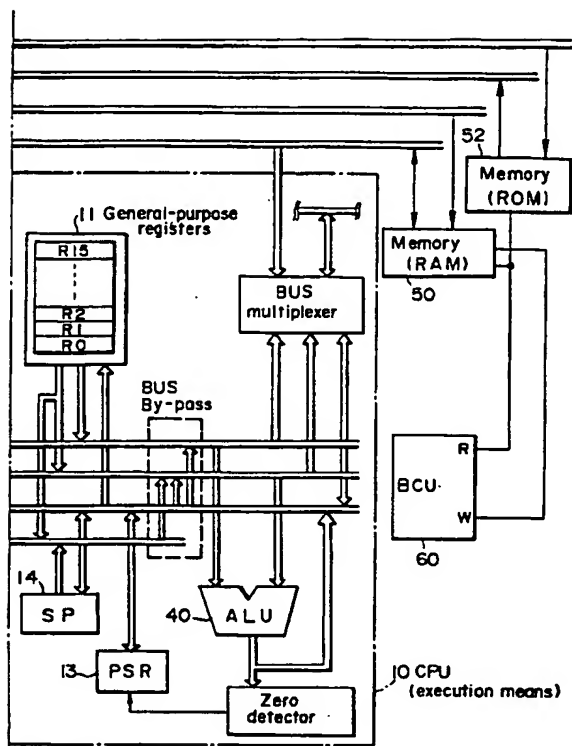 52
Memory
(ROM)
11 General-purpose
registers
R15
R2
R1
R0
Memory
(RAM)
50
BUS
multiplexer
BUS
By-pass
R
BCU
W
60
14
SP
40
ALU
13
PSR
Zero
detector
10 CPU
(execution means)